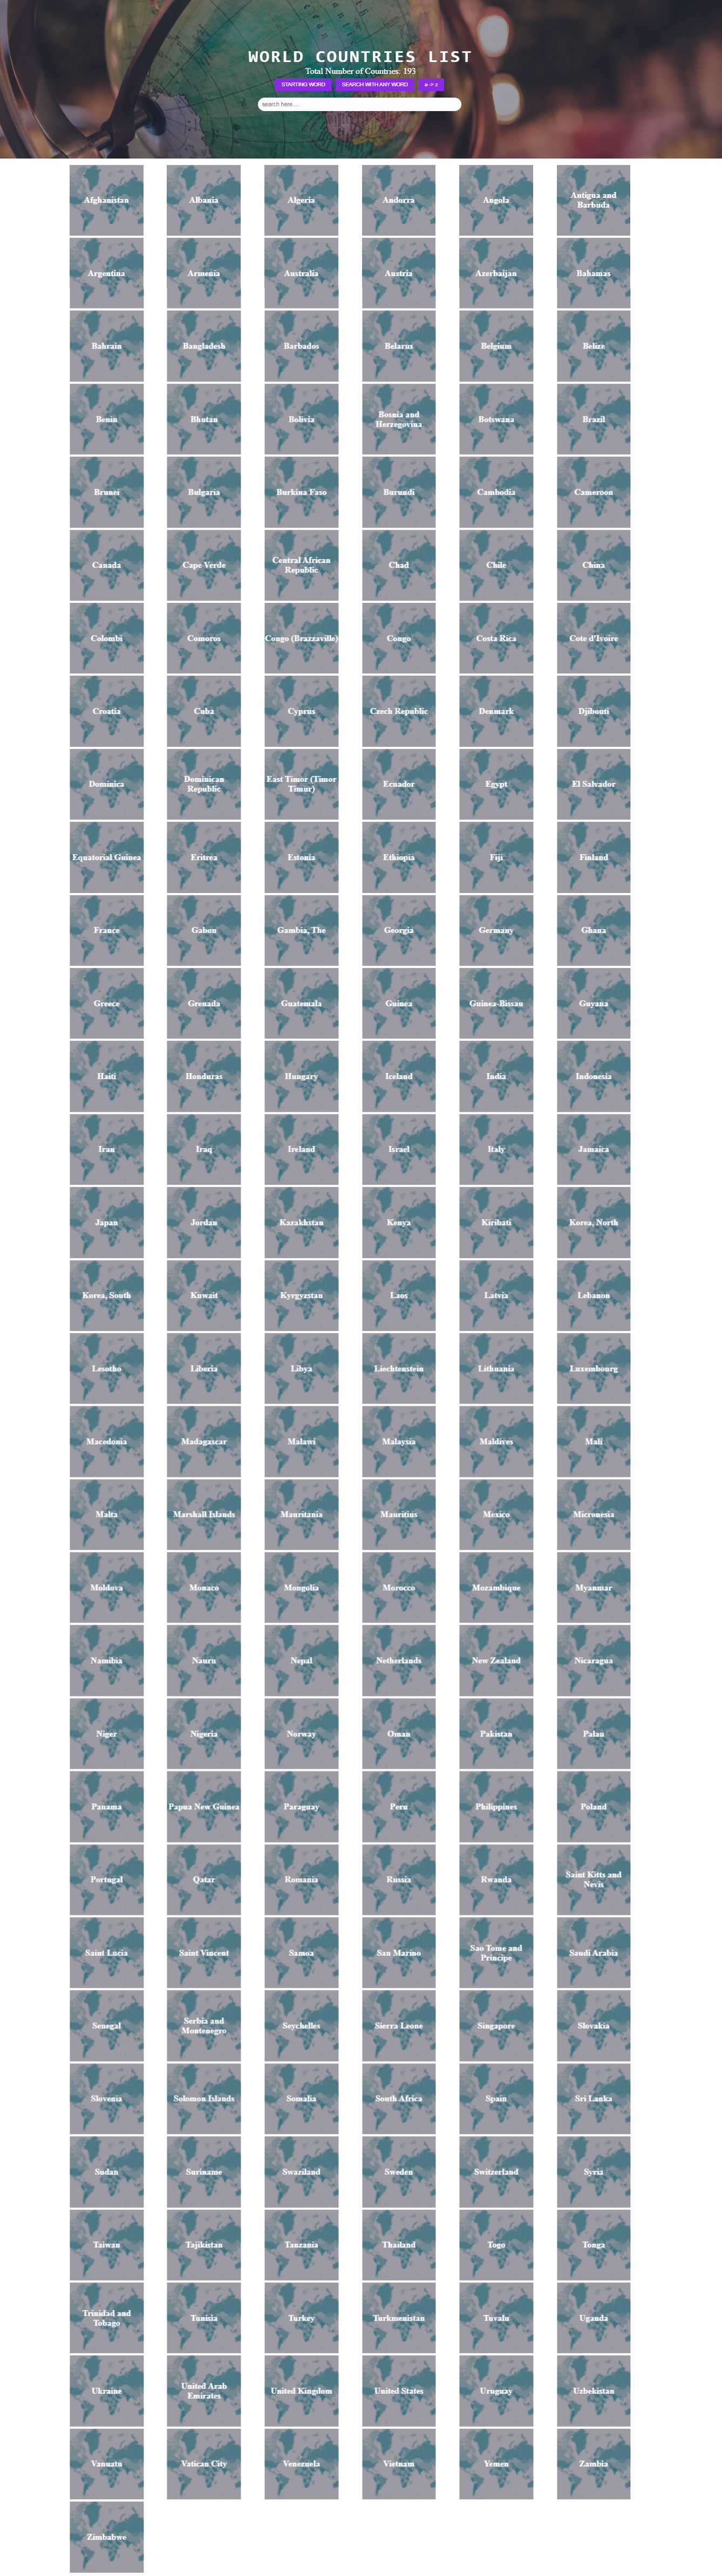 WORLD COUNTRIES LIST
Total Number of Countries: 193
STARTING WORD SEARCH WITH ANY WORD a -> z
search here....
Afghanistan Albania Algeria Andorra Angola Antigua and
Barbuda
Argentina Armenia Australia Austria Azerbaijan Bahamas
Bahrain Bangladesh Barbados Belarus Belgium Belize
Benin Bhutan Bolivia Bosnia and
Herzegovina Botswana Brazil
Brunei Bulgaria Burkina Faso Burundi Cambodia Cameroon
Canada Cape Verde Central African
Republic Chad Chile China
Colombi Comoros Congo (Brazzaville) Congo Costa Rica Cote d'Ivoire
Croatia Cuba Cyprus Czech Republic Denmark Djibouti
Dominica Dominican
Republic East Timor (Timor
Timur) Ecuador Egypt El Salvador
Equatorial Guinea Eritrea Estonia Ethiopia Fiji Finland
France Gabon Gambia, The Georgia Germany Ghana
Greece Grenada Guatemala Guinea Guinea-Bissau Guyana
Haiti Honduras Hungary Iceland India Indonesia
Iran Iraq Ireland Israel Italy Jamaica
Japan Jordan Kazakhstan Kenya Kiribati Korea, North
Korea, South Kuwait Kyrgyzstan Laos Latvia Lebanon
Lesotho Liberia Libya Liechtenstein Lithuania Luxembourg
Macedonia Madagascar Malawi Malaysia Maldives Mali
Malta Marshall Islands Mauritania Mauritius Mexico Micronesia
Moldova Monaco Mongolia Morocco Mozambique Myanmar
Namibia Nauru Nepal Netherlands New Zealand Nicaragua
Niger Nigeria Norway Oman Pakistan Palau
Panama Papua New Guinea Paraguay Peru Philippines Poland
Portugal Qatar Romania Russia Rwanda Saint Kitts and
Nevis
Saint Lucia Saint Vincent Samoa San Marino Sao Tome and
Principe Saudi Arabia
Senegal Serbia and
Montenegro Seychelles Sierra Leone Singapore Slovakia
Slovenia Solomon Islands Somalia South Africa Spain Sri Lanka
Sudan Suriname Swaziland Sweden Switzerland Syria
Taiwan Tajikistan Tanzania Thailand Togo Tonga
Trinidad and
Tobago Tunisia Turkey Turkmenistan Tuvalu Uganda
Ukraine United Arab
Emirates United Kingdom United States Uruguay Uzbekistan
Vanuatu Vatican City Venezuela Vietnam Yemen Zambia
Zimbabwe